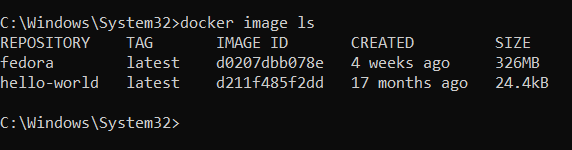 C:\Windows\System32>docker image ls
REPOSITORY TAG IMAGE ID CREATED SIZE
fedora latest d0207dbb078e 4 weeks ago 326MB
hello-world latest d211f485f2dd 17 months ago 24.4kB
C:\Windows\System32>